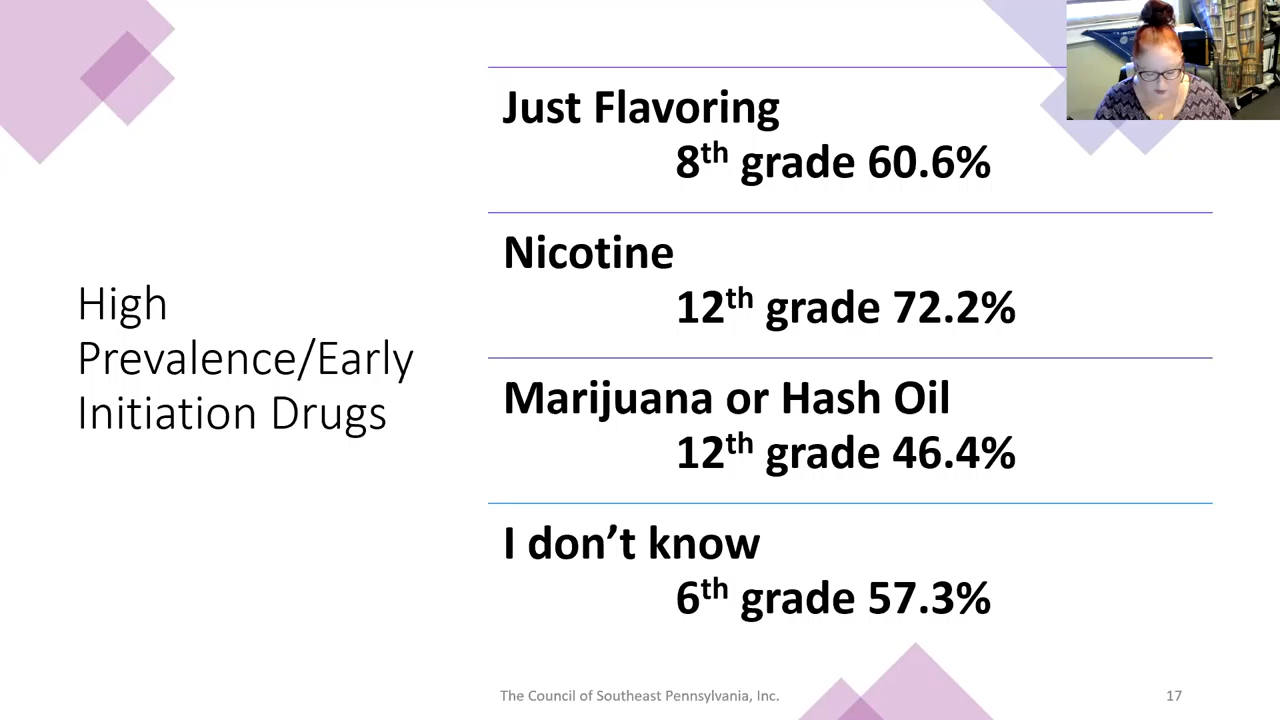 High
Prevalence/Early
Initiation Drugs
Just Flavoring
8th grade 60.6%
Nicotine
12th grade 72.2%
Marijuana or Hash Oil
12th grade 46.4%
I don’t know
6th grade 57.3%
The Council of Southeast Pennsylvania, Inc.
17